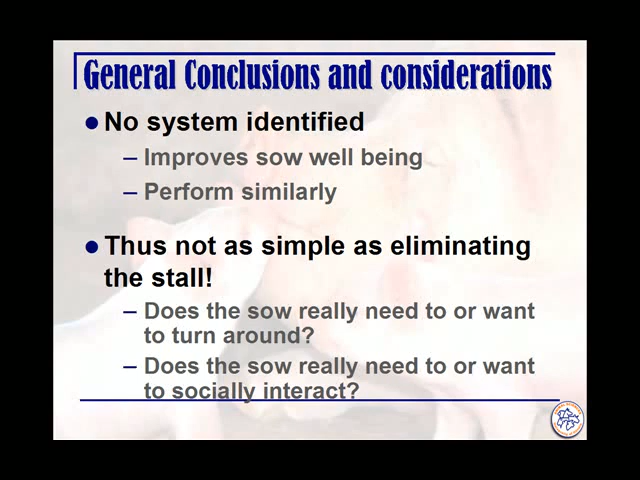 General Conclusions and considerations
• No system identified
– Improves sow well being
– Perform similarly
• Thus not as simple as eliminating
the stall!
– Does the sow really need to or want
to turn around?
– Does the sow really need to or want
to socially interact?